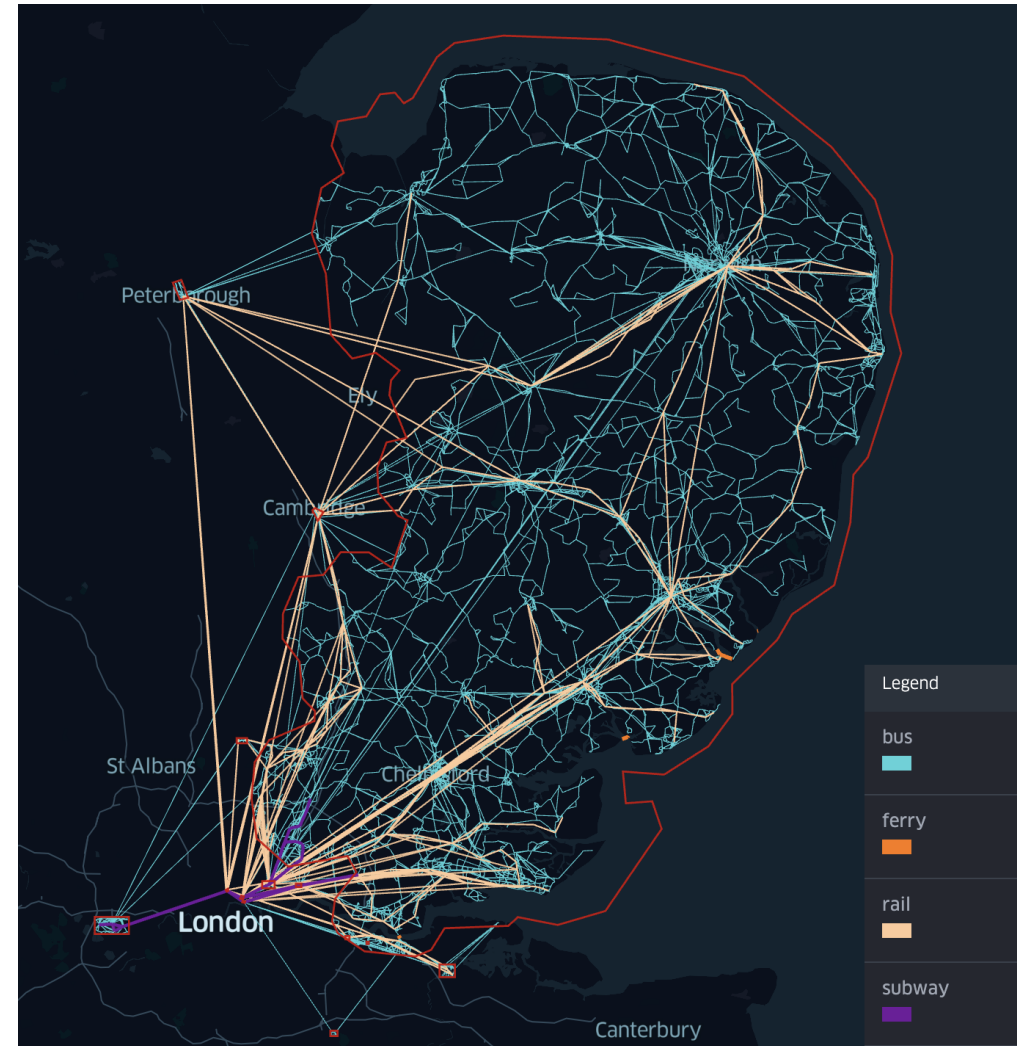 Peterborough
Ely
Cambridge
St Albans
Chelmsford
London
Canterbury
Legend
bus
ferry
rail
subway